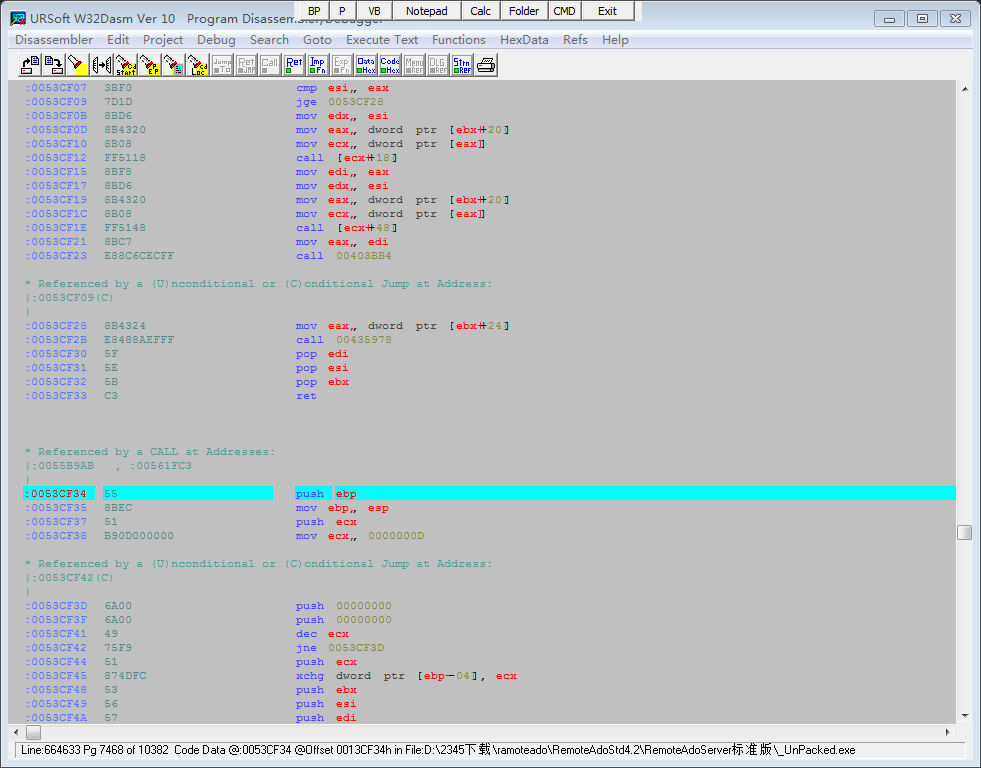 URSoft W32Dasm Ver 10 Program Disassembler/Debugger
BP P VB Notepad Calc Folder CMD Exit
Disassembler Edit Project Debug Search Goto Execute Text Functions HexData Refs Help
:0053CF07 3BF0 cmp esi, eax
:0053CF09 7D1D jge 0053CF28
:0053CF0B 8BD6 mov edx, esi
:0053CF0D 8B4320 mov eax, dword ptr [ebx+20]
:0053CF10 8B08 mov ecx, dword ptr [eax]
:0053CF12 FF5118 call [ecx+18]
:0053CF15 8BF8 mov edi, eax
:0053CF17 8BD6 mov edx, esi
:0053CF19 8B4320 mov eax, dword ptr [ebx+20]
:0053CF1C 8B08 mov ecx, dword ptr [eax]
:0053CF1E FF5148 call [ecx+48]
:0053CF21 8BC7 mov eax, edi
:0053CF23 E88C6CECFF call 00403BB4
* Referenced by a (U)nconditional or (C)onditional Jump at Address:
|:0053CF09(C)
|
:0053CF28 8B4324 mov eax, dword ptr [ebx+24]
:0053CF2B E8488AEFFF call 00435978
:0053CF30 5F pop edi
:0053CF31 5E pop esi
:0053CF32 5B pop ebx
:0053CF33 C3 ret
* Referenced by a CALL at Addresses:
|:0055B9AB , :00561FC3
|
:0053CF34 55 push ebp
:0053CF35 8BEC mov ebp, esp
:0053CF37 51 push ecx
:0053CF38 B90D000000 mov ecx, 0000000D
* Referenced by a (U)nconditional or (C)onditional Jump at Address:
|:0053CF42(C)
|
:0053CF3D 6A00 push 00000000
:0053CF3F 6A00 push 00000000
:0053CF41 49 dec ecx
:0053CF42 75F9 jne 0053CF3D
:0053CF44 51 push ecx
:0053CF45 874DFC xchg dword ptr [ebp-04], ecx
:0053CF48 53 push ebx
:0053CF49 56 push esi
:0053CF4A 57 push edi
Line:664633 Pg 7468 of 10382 Code Data @:0053CF34 @Offset 0013CF34h in File:D:\2345下载\ramoteado\RemoteAdoStd4.2\RemoteAdoServer标准版\_UnPacked.exe